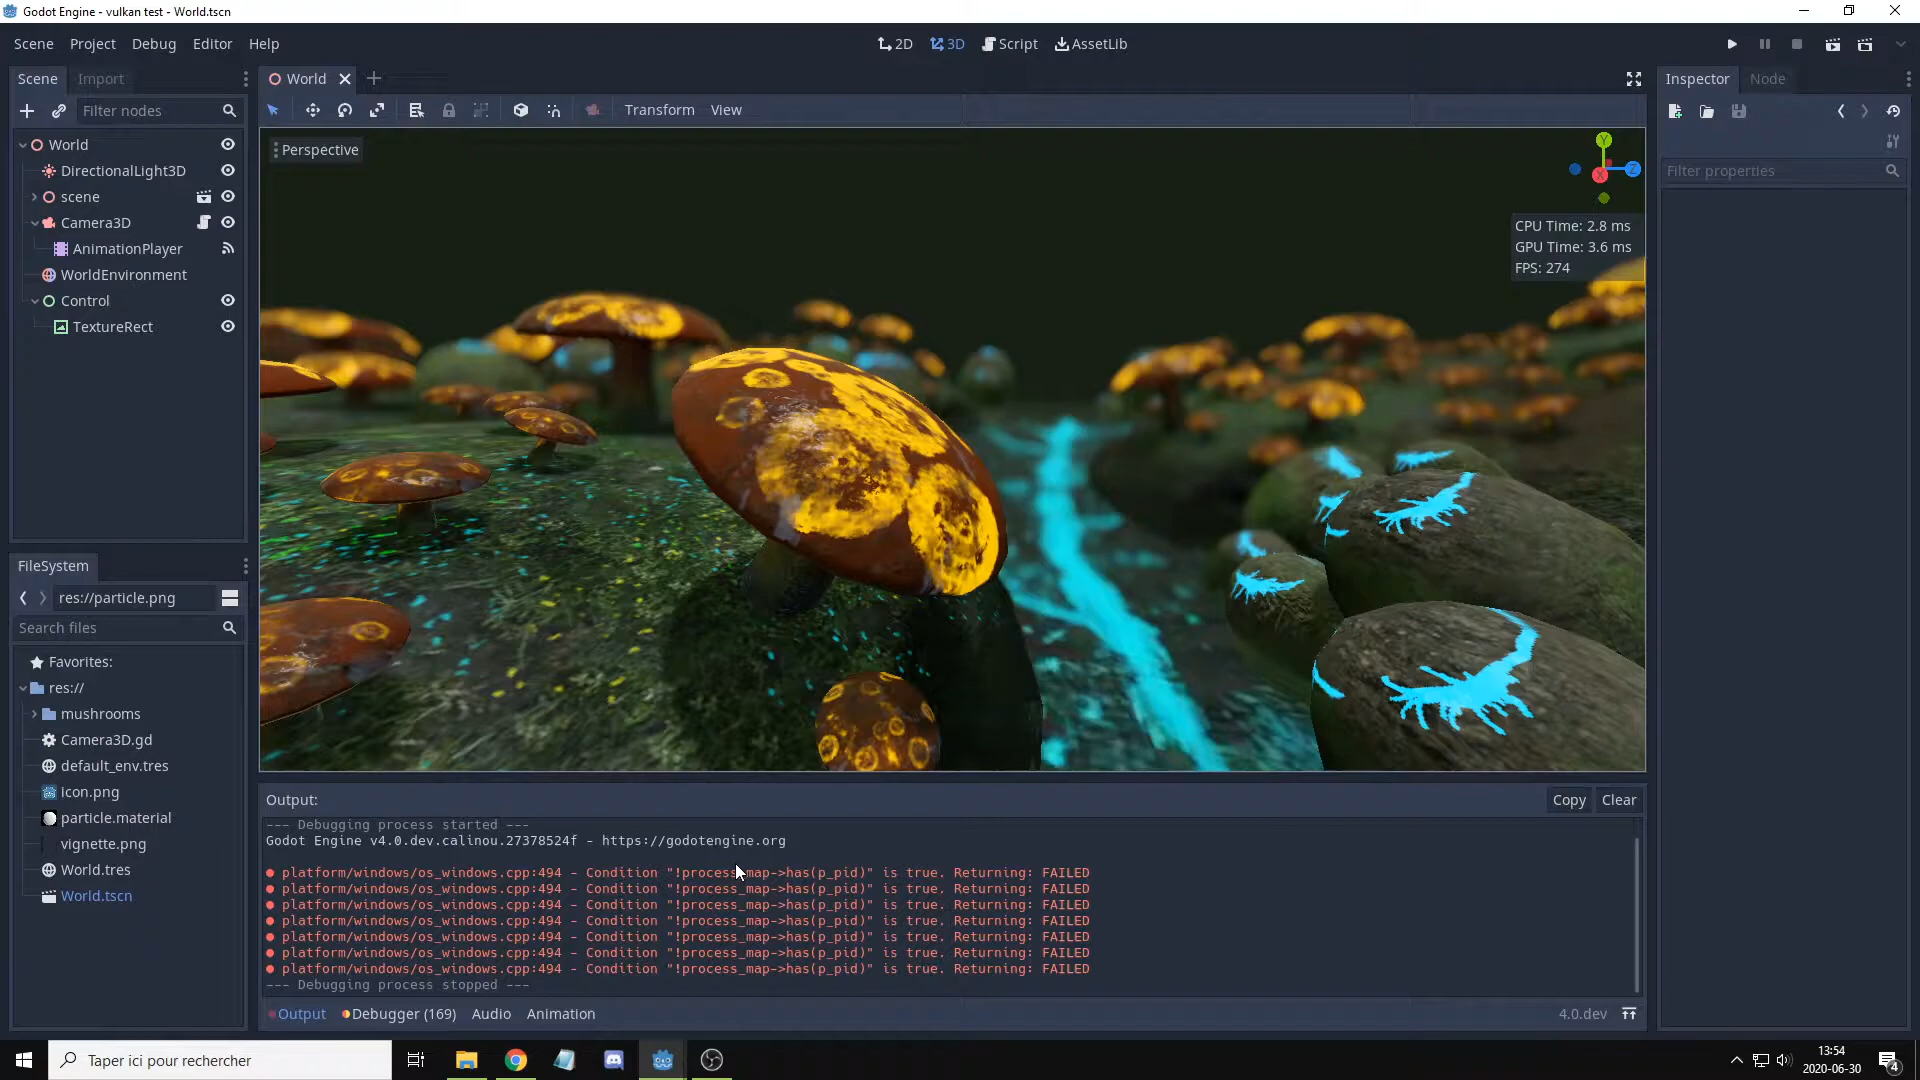 Godot Engine - vulkan test - World.tscn
Scene Project Debug Editor Help
2D 3D Script AssetLib
Scene Import
World
Inspector Node
Filter nodes
Transform View
World
DirectionalLight3D
scene
Camera3D
AnimationPlayer
WorldEnvironment
Control
TextureRect
Perspective
Y
Z
X
CPU Time: 2.8 ms
GPU Time: 3.6 ms
FPS: 274
Filter properties
FileSystem
res://particle.png
Search files
Favorites:
res://
mushrooms
Camera3D.gd
default_env.tres
icon.png
particle.material
vignette.png
World.tres
World.tscn
Output:
Copy Clear
--- Debugging process started ---
Godot Engine v4.0.dev.calinou.27378524f - https://godotengine.org
platform/windows/os_windows.cpp:494 - Condition "!process_map->has(p_pid)" is true. Returning: FAILED
platform/windows/os_windows.cpp:494 - Condition "!process_map->has(p_pid)" is true. Returning: FAILED
platform/windows/os_windows.cpp:494 - Condition "!process_map->has(p_pid)" is true. Returning: FAILED
platform/windows/os_windows.cpp:494 - Condition "!process_map->has(p_pid)" is true. Returning: FAILED
platform/windows/os_windows.cpp:494 - Condition "!process_map->has(p_pid)" is true. Returning: FAILED
platform/windows/os_windows.cpp:494 - Condition "!process_map->has(p_pid)" is true. Returning: FAILED
platform/windows/os_windows.cpp:494 - Condition "!process_map->has(p_pid)" is true. Returning: FAILED
--- Debugging process stopped ---
Output Debugger (169) Audio Animation
4.0.dev
Taper ici pour rechercher
13:54
2020-06-30
4